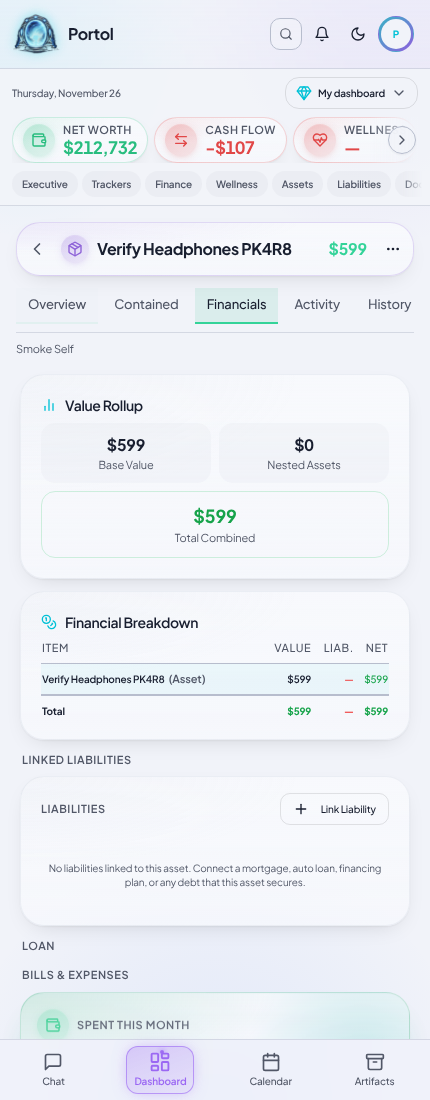 Portol
P
Thursday, November 26
My dashboard
NET WORTH
$212,732
CASH FLOW
-$107
WELLNES
—
Executive
Trackers
Finance
Wellness
Assets
Liabilities
Verify Headphones PK4R8
$599
Overview
Contained
Financials
Activity
History
Smoke Self
Value Rollup
$599
Base Value
$0
Nested Assets
$599
Total Combined
Financial Breakdown
ITEM VALUE LIAB. NET
Verify Headphones PK4R8 (Asset) $599 — $599
Total $599 — $599
LINKED LIABILITIES
LIABILITIES
Link Liability
No liabilities linked to this asset. Connect a mortgage, auto loan, financing
plan, or any debt that this asset secures.
LOAN
BILLS & EXPENSES
SPENT THIS MONTH
Chat
Dashboard
Calendar
Artifacts